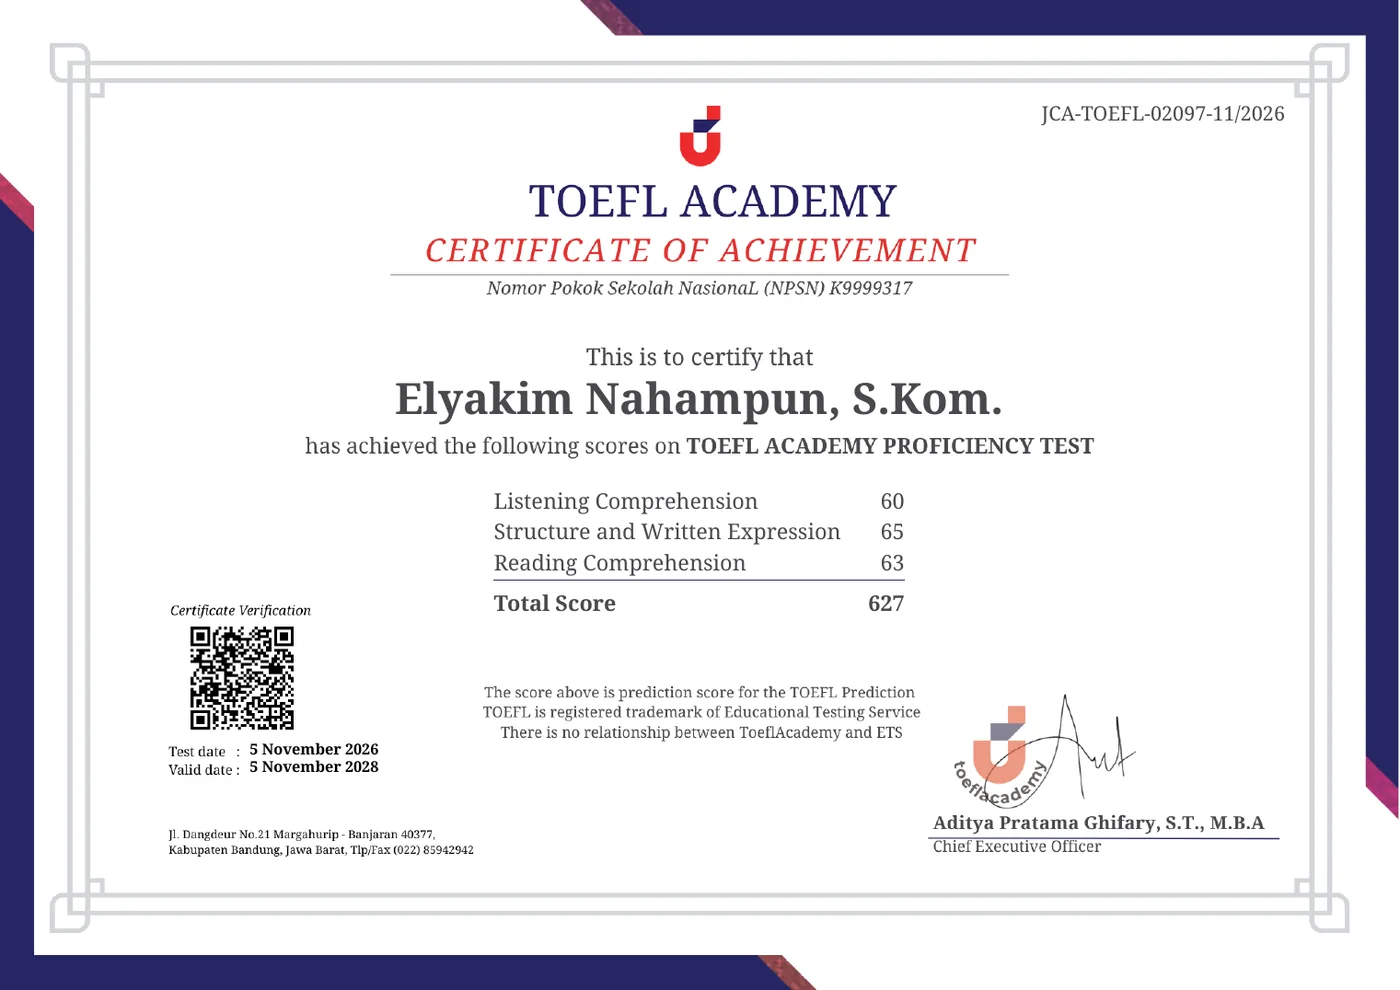 JCA-TOEFL-02097-11/2026
TOEFL ACADEMY
CERTIFICATE OF ACHIEVEMENT
Nomor Pokok Sekolah NasionaL (NPSN) K9999317
This is to certify that
Elyakim Nahampun, S.Kom.
has achieved the following scores on TOEFL ACADEMY PROFICIENCY TEST
Listening Comprehension 60
Structure and Written Expression 65
Reading Comprehension 63
Total Score 627
Certificate Verification
Test date : 5 November 2026
Valid date : 5 November 2028
The score above is prediction score for the TOEFL Prediction
TOEFL is registered trademark of Educational Testing Service
There is no relationship between ToeflAcademy and ETS
toeflacademy
Aditya Pratama Ghifary, S.T., M.B.A
Chief Executive Officer
Jl. Dangdeur No.21 Margahurip - Banjaran 40377,
Kabupaten Bandung, Jawa Barat, Tlp/Fax (022) 85942942